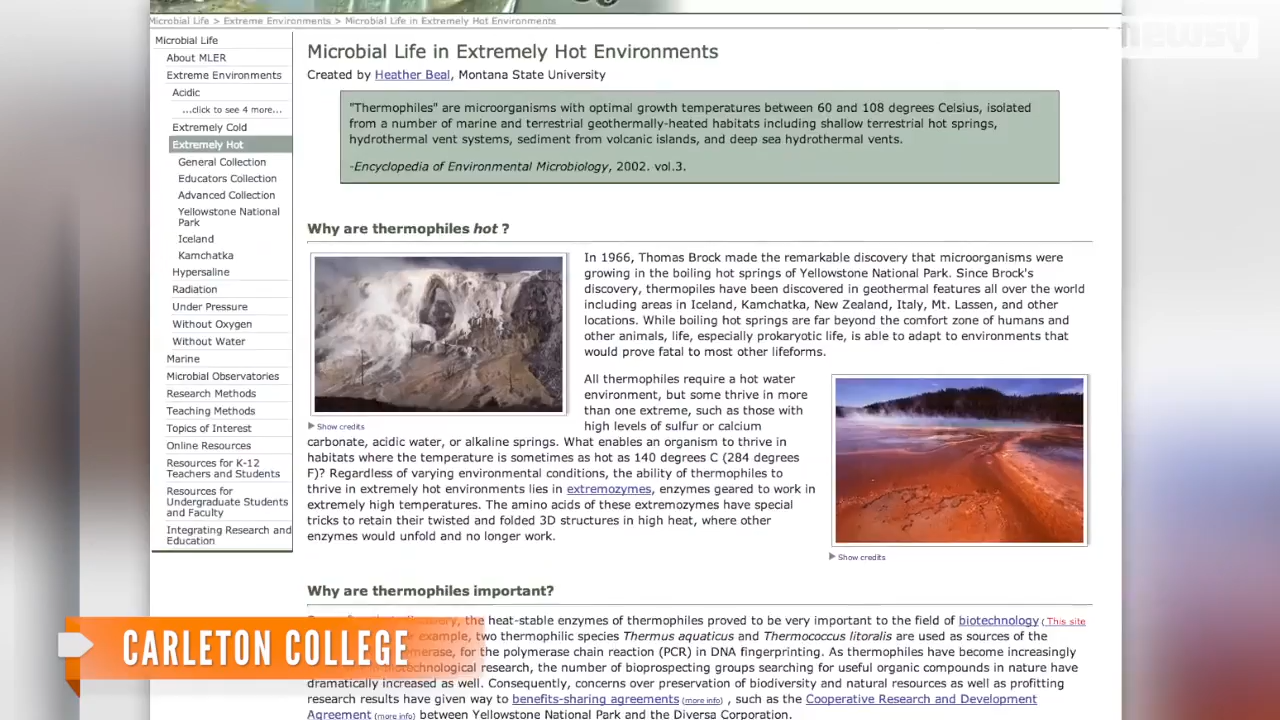 newsy
Microbial Life > Extreme Environments > Microbial Life in Extremely Hot Environments
Microbial Life
About MLER
Extreme Environments
Acidic
...click to see 4 more...
Extremely Cold
Extremely Hot
General Collection
Educators Collection
Advanced Collection
Yellowstone National
Park
Iceland
Kamchatka
Hypersaline
Radiation
Under Pressure
Without Oxygen
Without Water
Marine
Microbial Observatories
Research Methods
Teaching Methods
Topics of Interest
Online Resources
Resources for K-12
Teachers and Students
Resources for
Undergraduate Students
and Faculty
Integrating Research and
Education
Microbial Life in Extremely Hot Environments
Created by Heather Beal, Montana State University
"Thermophiles" are microorganisms with optimal growth temperatures between 60 and 108 degrees Celsius, isolated
from a number of marine and terrestrial geothermally-heated habitats including shallow terrestrial hot springs,
hydrothermal vent systems, sediment from volcanic islands, and deep sea hydrothermal vents.
-Encyclopedia of Environmental Microbiology, 2002. vol.3.
Why are thermophiles hot ?
In 1966, Thomas Brock made the remarkable discovery that microorganisms were
growing in the boiling hot springs of Yellowstone National Park. Since Brock's
discovery, thermopiles have been discovered in geothermal features all over the world
including areas in Iceland, Kamchatka, New Zealand, Italy, Mt. Lassen, and other
locations. While boiling hot springs are far beyond the comfort zone of humans and
other animals, life, especially prokaryotic life, is able to adapt to environments that
would prove fatal to most other lifeforms.
Show credits
All thermophiles require a hot water
environment, but some thrive in more
than one extreme, such as those with
high levels of sulfur or calcium
carbonate, acidic water, or alkaline springs. What enables an organism to thrive in
habitats where the temperature is sometimes as hot as 140 degrees C (284 degrees
F)? Regardless of varying environmental conditions, the ability of thermophiles to
thrive in extremely hot environments lies in extremozymes, enzymes geared to work in
extremely high temperatures. The amino acids of these extremozymes have special
tricks to retain their twisted and folded 3D structures in high heat, where other
enzymes would unfold and no longer work.
Show credits
Why are thermophiles important?
the heat-stable enzymes of thermophiles proved to be very important to the field of biotechnology ( This site
example, two thermophilic species Thermus aquaticus and Thermococcus litoralis are used as sources of the
for the polymerase chain reaction (PCR) in DNA fingerprinting. As thermophiles have become increasingly
research, the number of bioprospecting groups searching for useful organic compounds in nature have
dramatically increased as well. Consequently, concerns over preservation of biodiversity and natural resources as well as profiting
research results have given way to benefits-sharing agreements (more info) , such as the Cooperative Research and Development
Agreement (more info) between Yellowstone National Park and the Diversa Corporation.
CARLETON COLLEGE